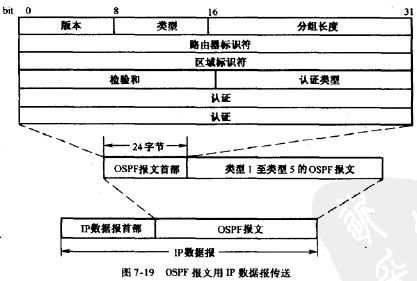 bit 0 8 16 31
版本 类型 分组长度
路由器标识符
区域标识符
检验和 认证类型
认证
认证
24字节
OSPF报文首部 类型1至类型5的OSPF报文
IP数据报首部 OSPF报文
IP数据报
图 7-19 OSPF 报文用 IP 数据报传送